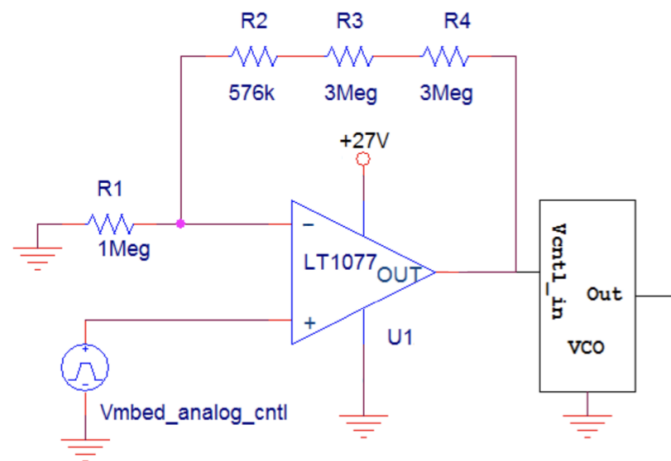 R2 R3 R4
576k 3Meg 3Meg
+27V
R1
1Meg
−
LT1077
OUT
+
U1
Vcntl_in
Out
VCO
+
−
Vmbed_analog_cntl